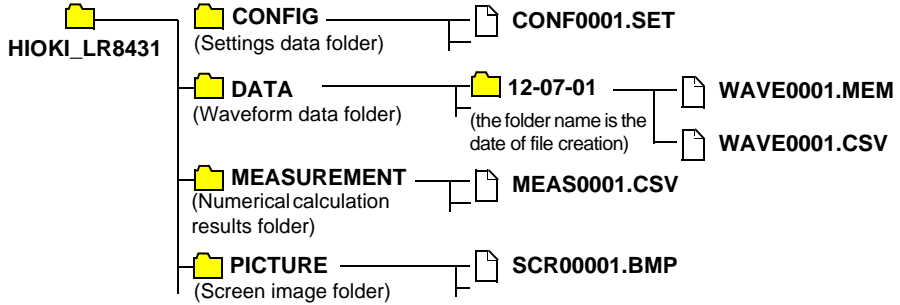 HIOKI_LR8431
CONFIG
(Settings data folder)
CONF0001.SET
DATA
(Waveform data folder)
12-07-01
(the folder name is the
date of file creation)
WAVE0001.MEM
WAVE0001.CSV
MEASUREMENT
(Numerical calculation
results folder)
MEAS0001.CSV
PICTURE
(Screen image folder)
SCR00001.BMP